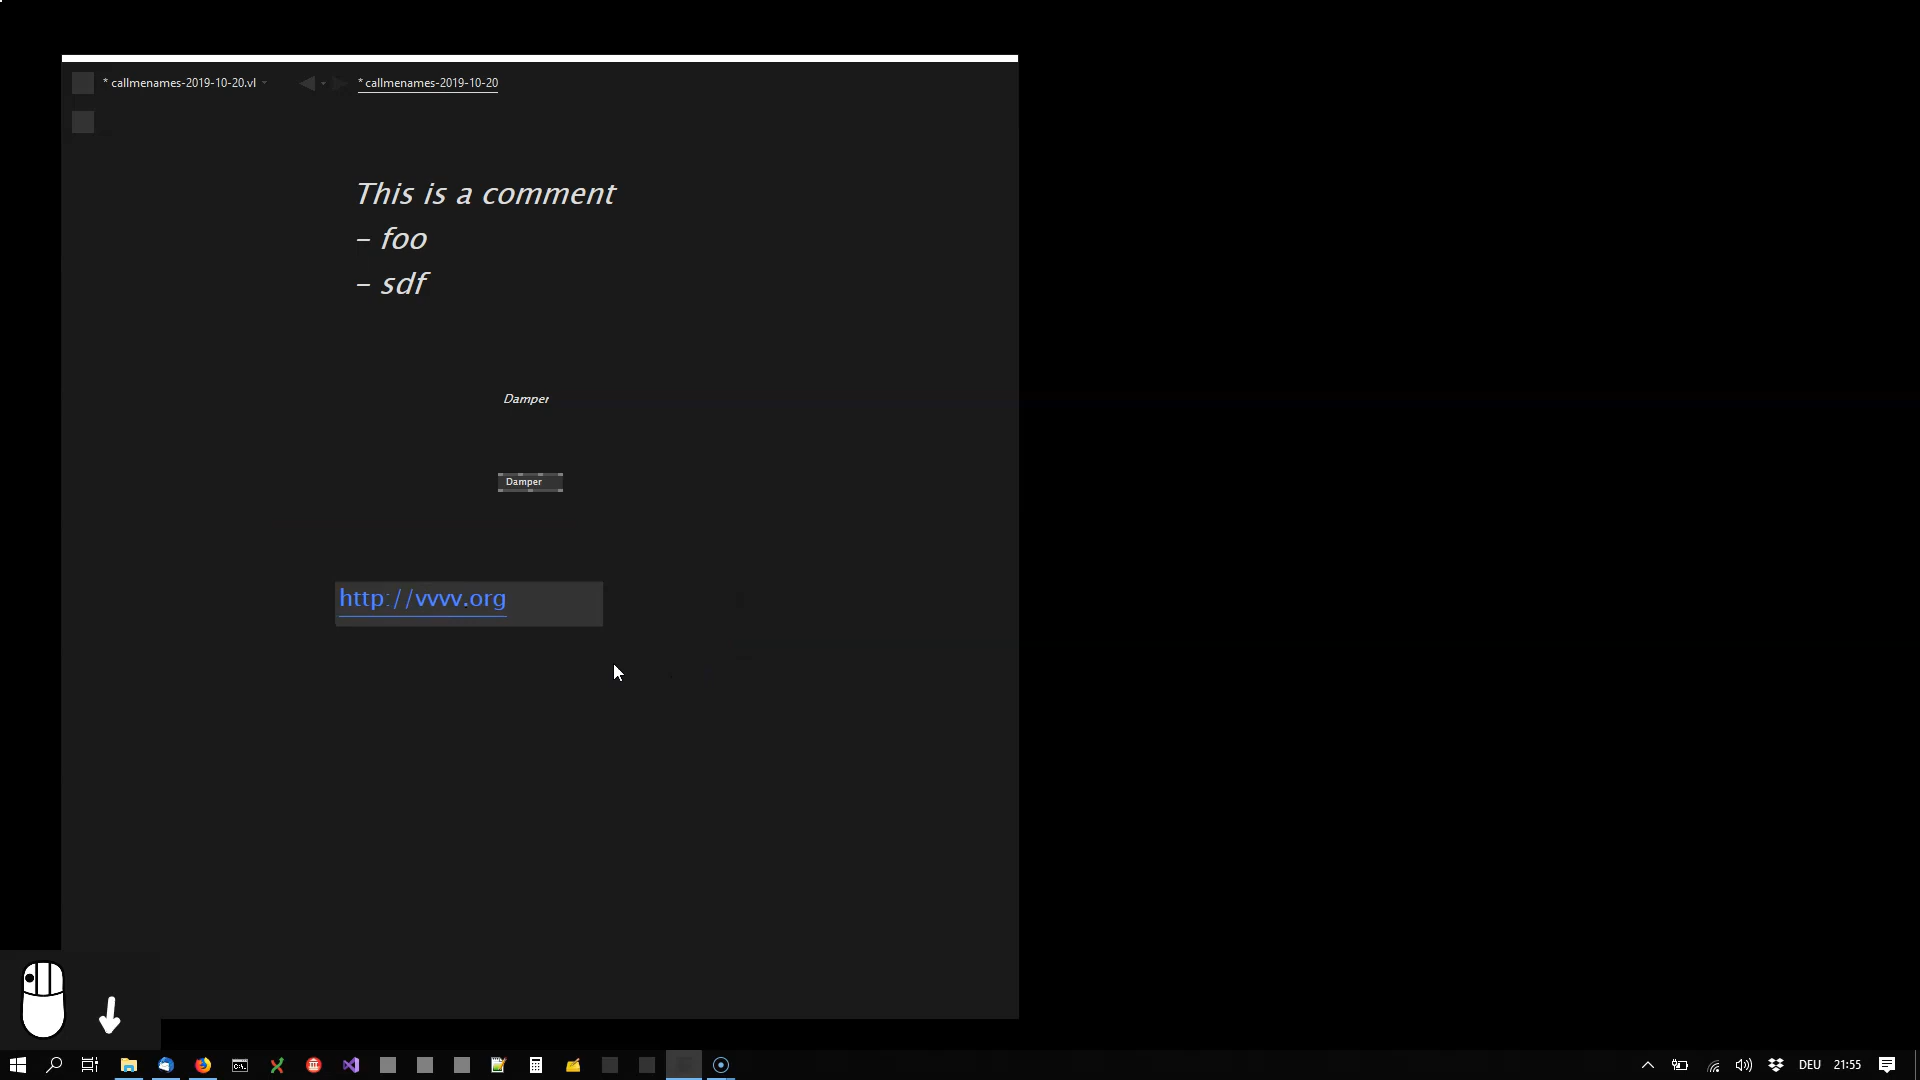 * callmenames-2019-10-20.vl
* callmenames-2019-10-20
This is a comment
- foo
- sdf
Damper
Damper
http://vvvv.org
DEU
21:55